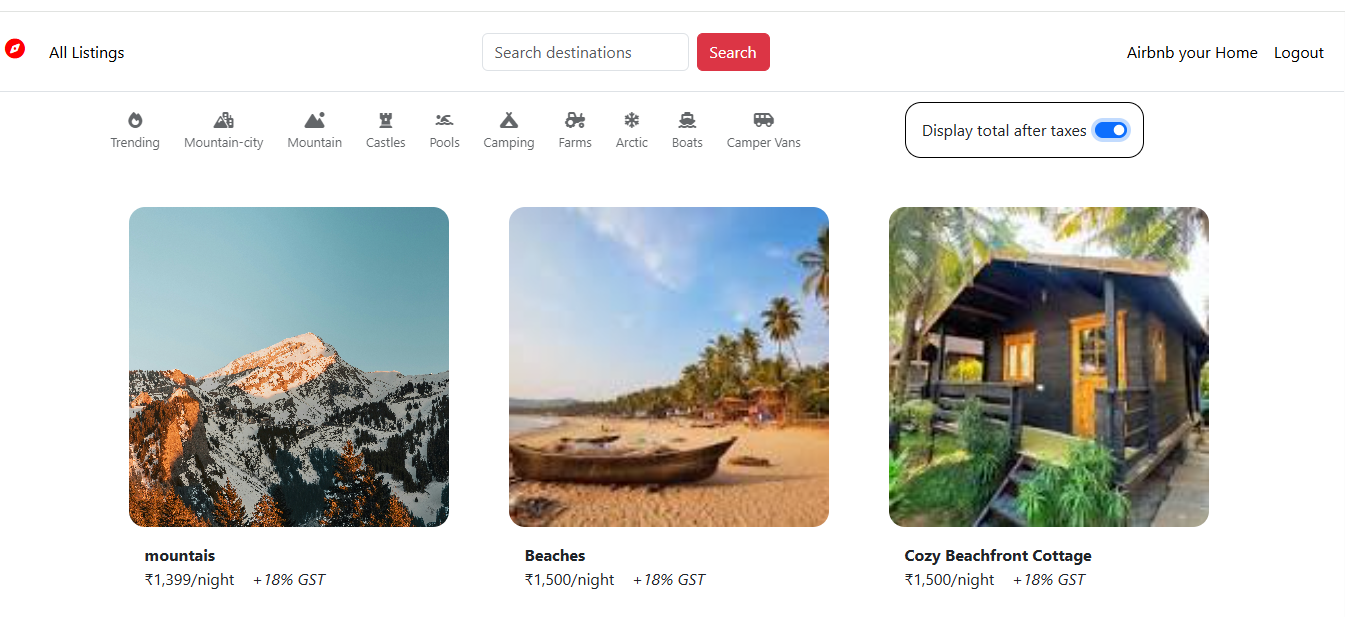 All Listings
Search destinations
Search
Airbnb your Home
Logout
Trending
Mountain-city
Mountain
Castles
Pools
Camping
Farms
Arctic
Boats
Camper Vans
Display total after taxes
mountais
₹1,399/night +18% GST
Beaches
₹1,500/night +18% GST
Cozy Beachfront Cottage
₹1,500/night +18% GST